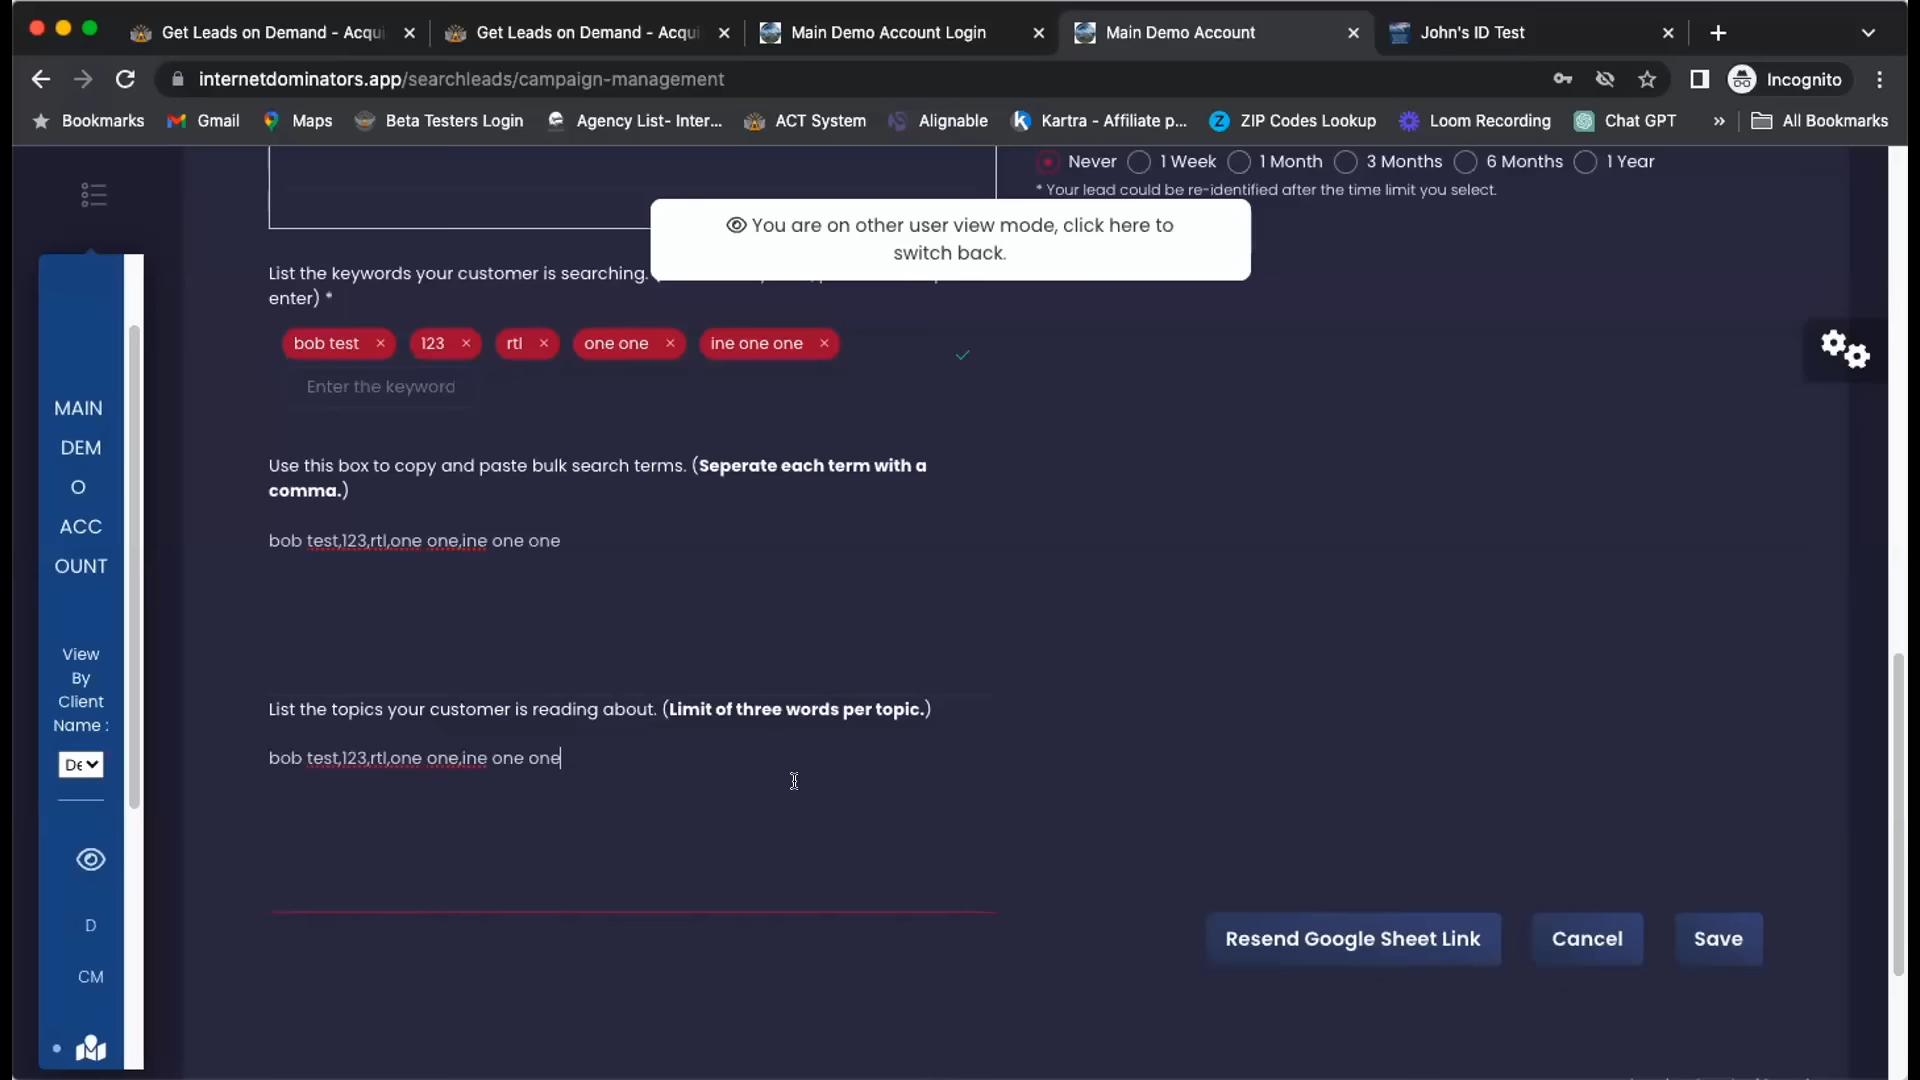 Get Leads on Demand - Acqui
Get Leads on Demand - Acqui
Main Demo Account Login
Main Demo Account
John's ID Test
internetdominators.app/searchleads/campaign-management
Incognito
Bookmarks
Gmail
Maps
Beta Testers Login
Agency List- Inter...
ACT System
Alignable
Kartra - Affiliate p...
ZIP Codes Lookup
Loom Recording
Chat GPT
»
All Bookmarks
Never
1 Week
1 Month
3 Months
6 Months
1 Year
* Your lead could be re-identified after the time limit you select.
You are on other user view mode, click here to
switch back.
List the keywords your customer is searching.
enter) *
bob test ×
123 ×
rtl ×
one one ×
ine one one ×
Enter the keyword
Use this box to copy and paste bulk search terms. (Seperate each term with a
comma.)
bob test,123,rtl,one one,ine one one
List the topics your customer is reading about. (Limit of three words per topic.)
bob test,123,rtl,one one,ine one one
Resend Google Sheet Link
Cancel
Save
MAIN
DEM
O
ACC
OUNT
View
By
Client
Name :
De
D
CM